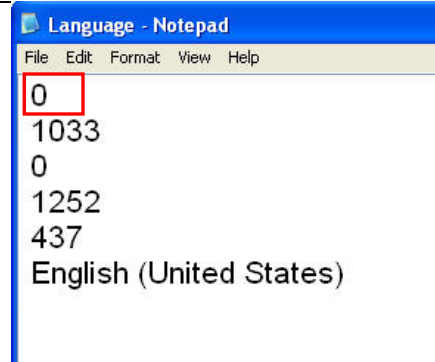 Language - Notepad
File Edit Format View Help
0
1033
0
1252
437
English (United States)